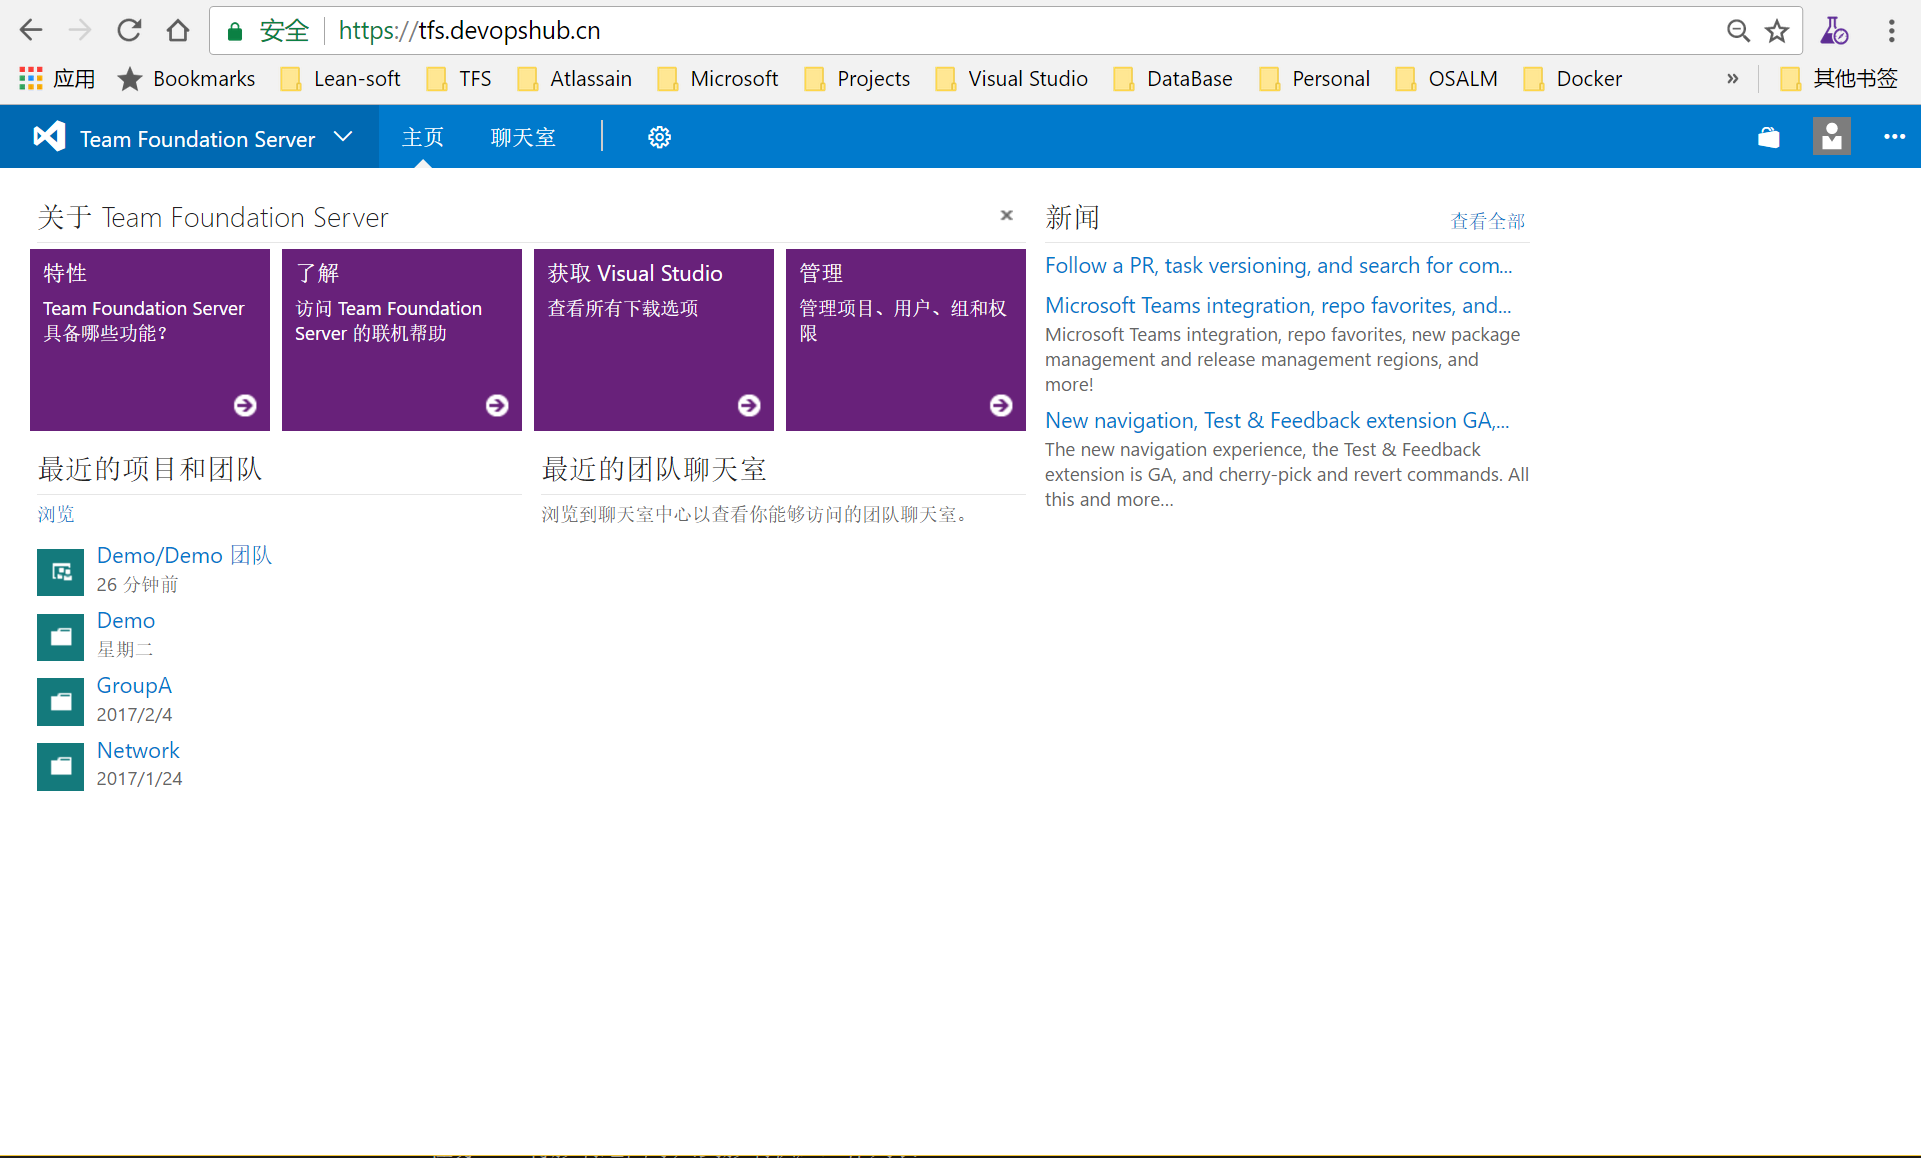 安全 https://tfs.devopshub.cn
应用 Bookmarks Lean-soft TFS Atlassain Microsoft Projects Visual Studio DataBase Personal OSALM Docker » 其他书签
Team Foundation Server 主页 聊天室
关于 Team Foundation Server
特性
Team Foundation Server
具备哪些功能?
了解
访问 Team Foundation
Server 的联机帮助
获取 Visual Studio
查看所有下载选项
管理
管理项目、用户、组和权
限
最近的项目和团队
浏览
Demo/Demo 团队
26 分钟前
Demo
星期二
GroupA
2017/2/4
Network
2017/1/24
最近的团队聊天室
浏览到聊天室中心以查看你能够访问的团队聊天室。
新闻 查看全部
Follow a PR, task versioning, and search for com...
Microsoft Teams integration, repo favorites, and...
Microsoft Teams integration, repo favorites, new package
management and release management regions, and
more!
New navigation, Test & Feedback extension GA,...
The new navigation experience, the Test & Feedback
extension is GA, and cherry-pick and revert commands. All
this and more...